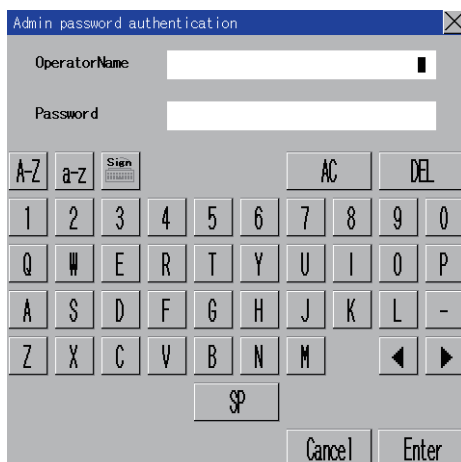 Admin password authentication
OperatorName
Password
A-Z a-z Sign AC DEL
1 2 3 4 5 6 7 8 9 0
Q W E R T Y U I O P
A S D F G H J K L -
Z X C V B N M ◀ ▶
SP
Cancel Enter